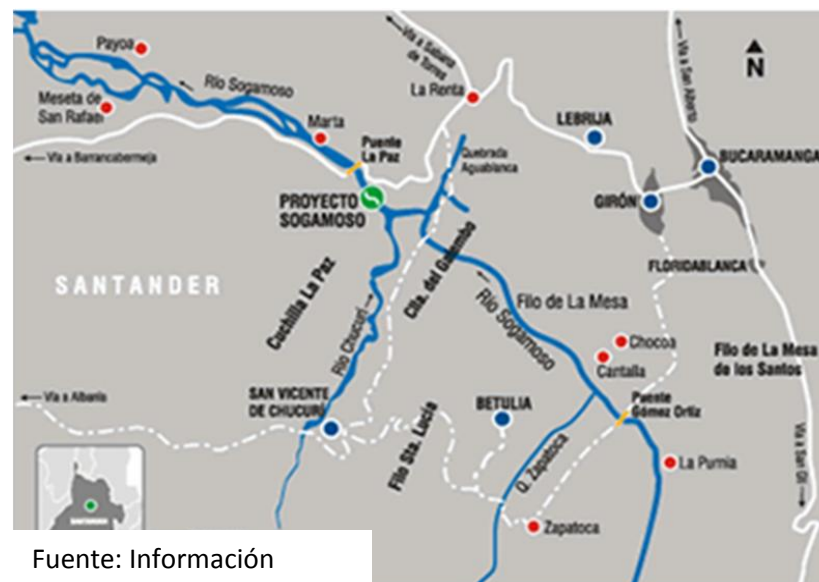 Payoa
Meseta de
San Rafael
Río Sogamoso
← Vía a Barrancabermeja
Marta
Puente
La Paz
PROYECTO
SOGAMOSO
Vía a Sabana
de Torres
La Renta
Quebrada
Aguablanca
LEBRIJA
Vía a San Alberto
N
BUCARAMANGA
GIRÓN
FLORIDABLANCA
SANTANDER
Cuchilla La Paz
Río Chucurí
Clla. del
Río Sogamoso
Filo de La Mesa
Chocoa
Cantalla
Filo de La Mesa
de los Santos
Puente
Gómez Ortiz
← Vía a Albania
SAN VICENTE
DE CHUCURÍ
Filo Sta. Lucía
BETULIA
Q. Zapatoca
La Purnia
Vía a San Gil
Zapatoca
SANTANDER
Fuente: Información